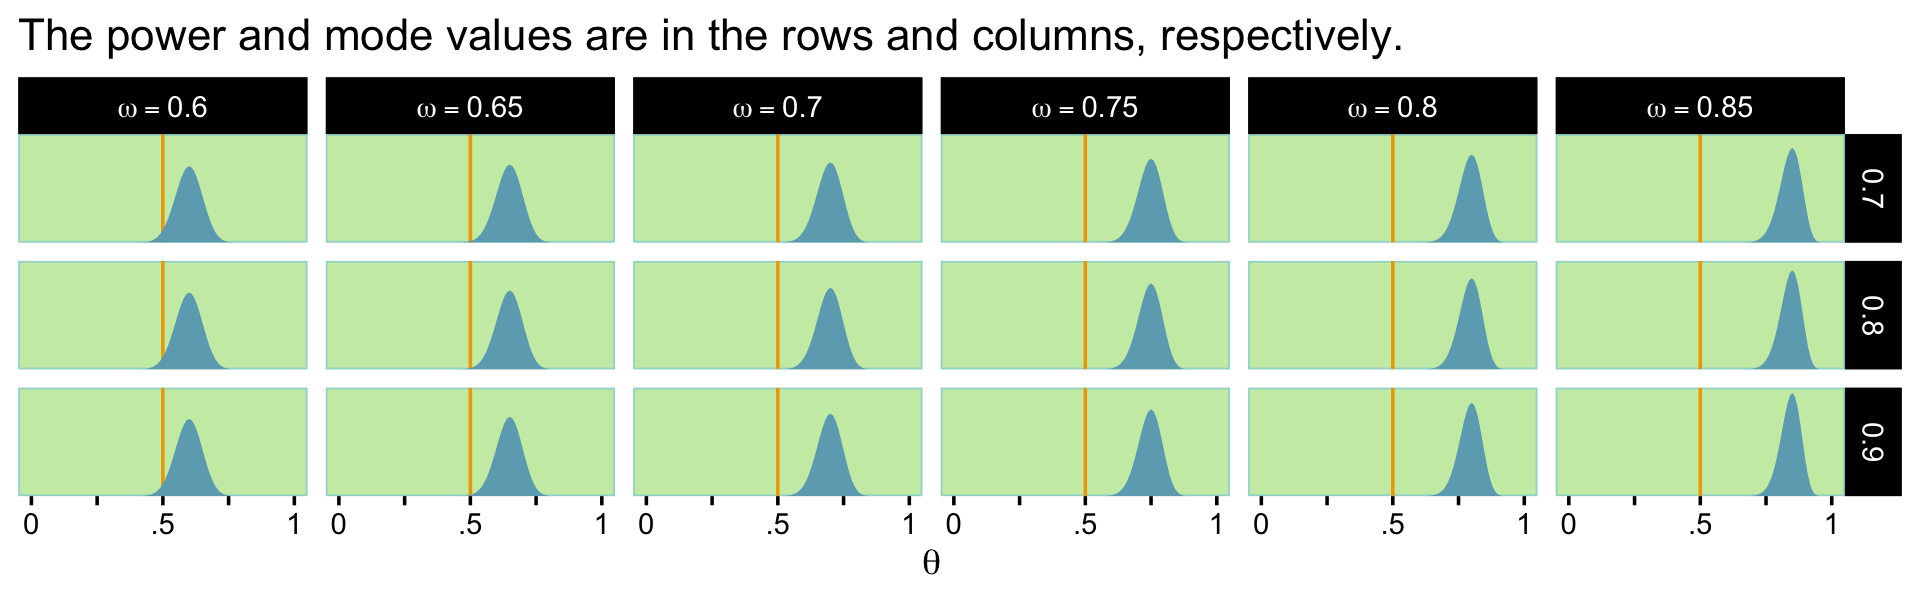 The power and mode values are in the rows and columns, respectively.
ω = 0.6 ω = 0.65 ω = 0.7 ω = 0.75 ω = 0.8 ω = 0.85
0.7
0.8
0.9
0 .5 1 0 .5 1 0 .5 1 0 .5 1 0 .5 1 0 .5 1
θ